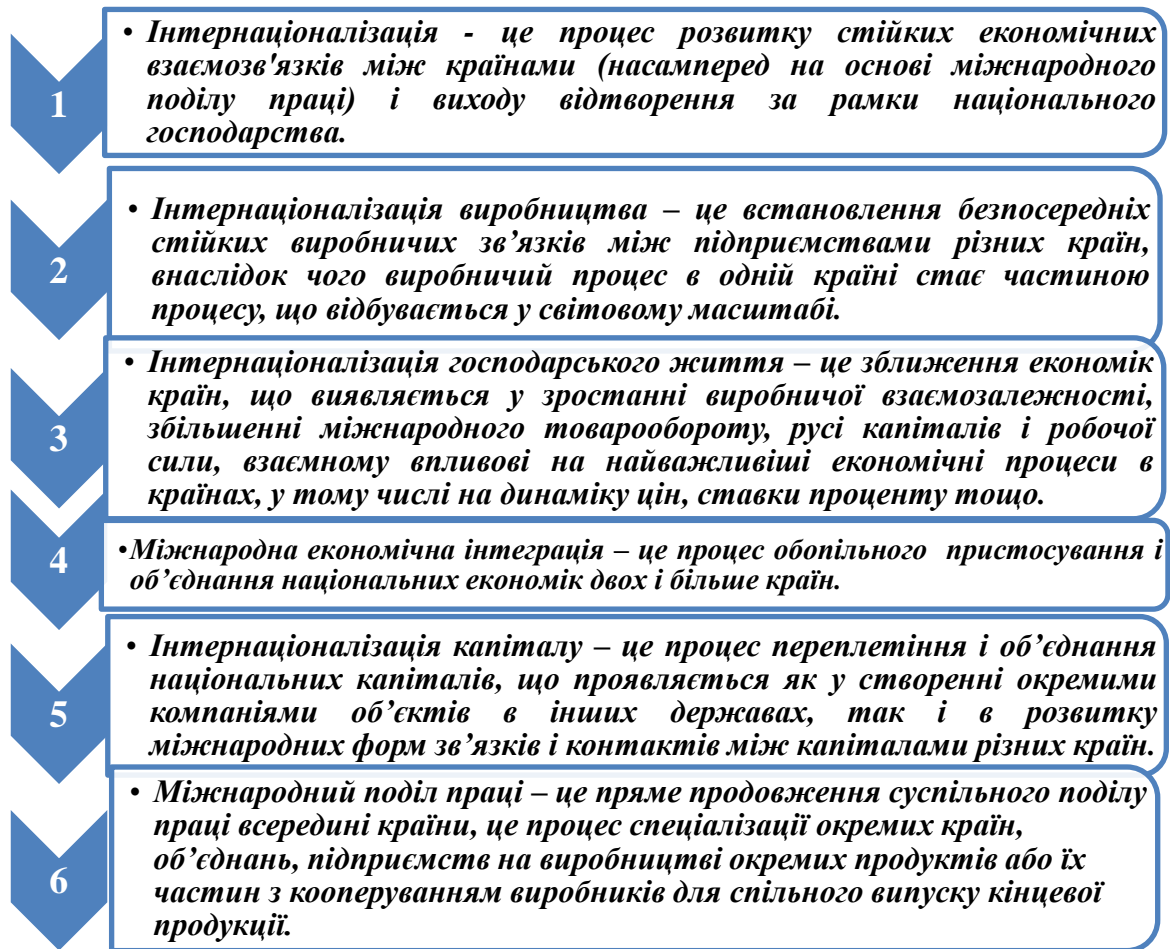 1
• Інтернаціоналізація - це процес розвитку стійких економічних
взаємозв'язків між країнами (насамперед на основі міжнародного
поділу праці) і виходу відтворення за рамки національного
господарства.
2
• Інтернаціоналізація виробництва – це встановлення безпосередніх
стійких виробничих зв’язків між підприємствами різних країн,
внаслідок чого виробничий процес в одній країні стає частиною
процесу, що відбувається у світовому масштабі.
3
• Інтернаціоналізація господарського життя – це зближення економік
країн, що виявляється у зростанні виробничої взаємозалежності,
збільшенні міжнародного товарообороту, русі капіталів і робочої
сили, взаємному впливові на найважливіші економічні процеси в
країнах, у тому числі на динаміку цін, ставки проценту тощо.
4
•Міжнародна економічна інтеграція – це процес обопільного пристосування і
об’єднання національних економік двох і більше країн.
5
• Інтернаціоналізація капіталу – це процес переплетіння і об’єднання
національних капіталів, що проявляється як у створенні окремими
компаніями об’єктів в інших державах, так і в розвитку
міжнародних форм зв’язків і контактів між капіталами різних країн.
6
• Міжнародний поділ праці – це пряме продовження суспільного поділу
праці всередині країни, це процес спеціалізації окремих країн,
об’єднань, підприємств на виробництві окремих продуктів або їх
частин з кооперуванням виробників для спільного випуску кінцевої
продукції.